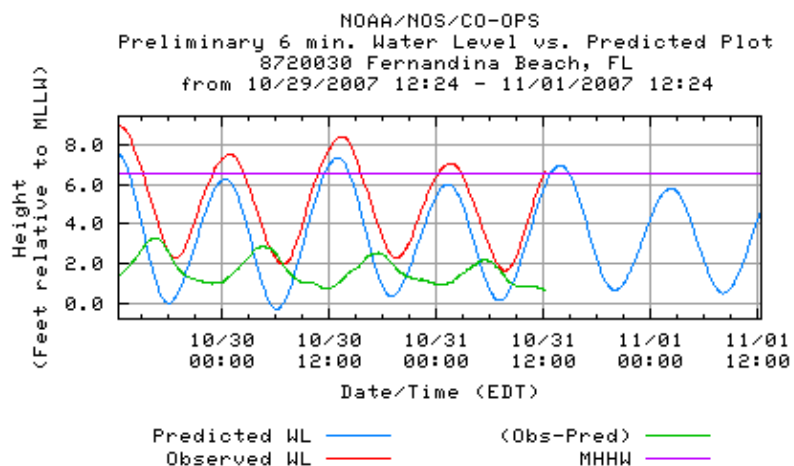 NOAA/NOS/CO-OPS
Preliminary 6 min. Water Level vs. Predicted Plot
8720030 Fernandina Beach, FL
from 10/29/2007 12:24 - 11/01/2007 12:24
Height
(Feet relative to MLLW)
8.0
6.0
4.0
2.0
0.0
10/30 10/30 10/31 10/31 11/01 11/01
00:00 12:00 00:00 12:00 00:00 12:00
Date/Time (EDT)
Predicted WL (Obs-Pred)
Observed WL MHHW